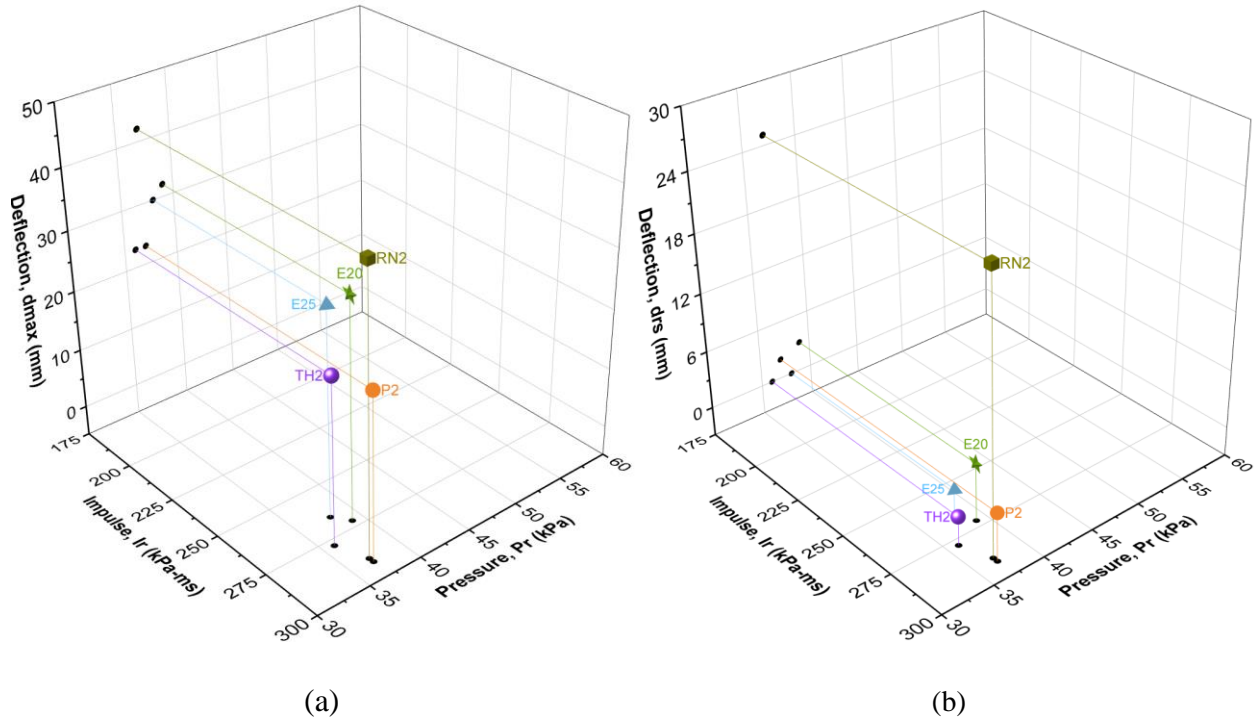 50
40
30
20
10
0
Deflection, dmax (mm)
175
200
225
250
275
300
Impulse, Ir (kPa-ms)
30
35
40
45
50
55
60
Pressure, Pr (kPa)
RN2
E20
E25
TH2
P2
(a)
30
24
18
12
6
0
Deflection, drs (mm)
175
200
225
250
275
300
Impulse, Ir (kPa-ms)
30
35
40
45
50
55
60
Pressure, Pr (kPa)
RN2
E20
E25
TH2
P2
(b)